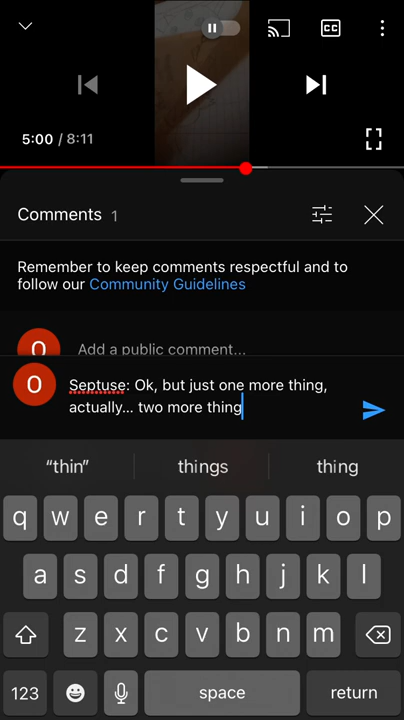 CC
5:00 / 8:11
Comments 1
Remember to keep comments respectful and to
follow our Community Guidelines
O
Add a public comment...
O
Septuse: Ok, but just one more thing,
actually... two more thing
“thin”
things
thing
q w e r t y u i o p
a s d f g h j k l
z x c v b n m
123
space
return